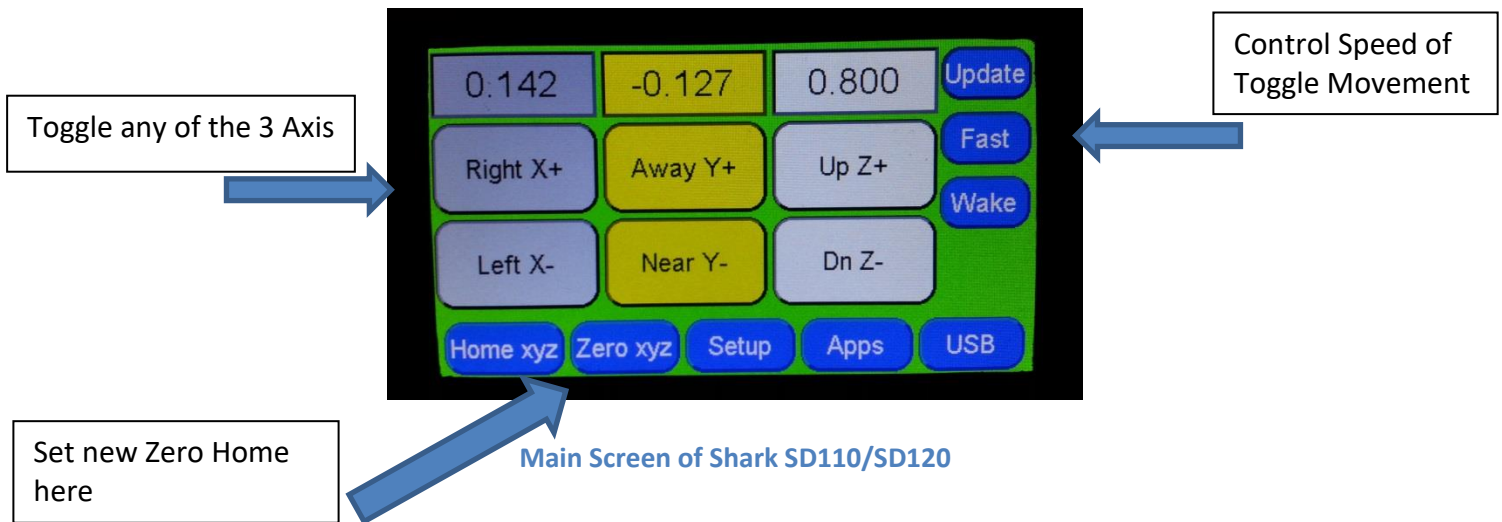 Control Speed of
Toggle Movement
Toggle any of the 3 Axis
0.142 -0.127 0.800 Update
Fast
Right X+ Away Y+ Up Z+
Wake
Left X- Near Y- Dn Z-
Home xyz Zero xyz Setup Apps USB
Set new Zero Home
here
Main Screen of Shark SD110/SD120